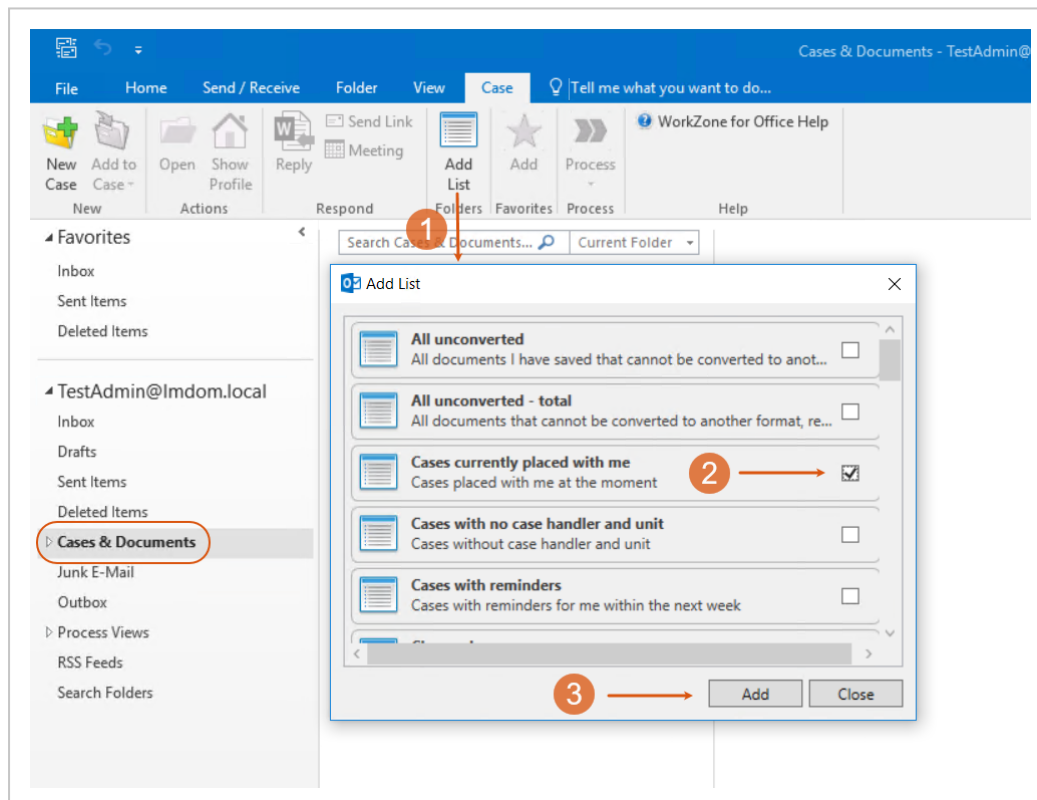 Cases & Documents - TestAdmin@
File Home Send / Receive Folder View Case Tell me what you want to do...
New Case
Add to Case
Open
Show Profile
Reply
Send Link
Meeting
Add List
Add
Process
WorkZone for Office Help
New Actions Respond Folders Favorites Process Help
1
Favorites
Inbox
Sent Items
Deleted Items
TestAdmin@lmdom.local
Inbox
Drafts
Sent Items
Deleted Items
Cases & Documents
Junk E-Mail
Outbox
Process Views
RSS Feeds
Search Folders
Search Cases & Documents... Current Folder
Add List
All unconverted
All documents I have saved that cannot be converted to anot...
All unconverted - total
All documents that cannot be converted to another format, re...
Cases currently placed with me
Cases placed with me at the moment
2
Cases with no case handler and unit
Cases without case handler and unit
Cases with reminders
Cases with reminders for me within the next week
3
Add Close